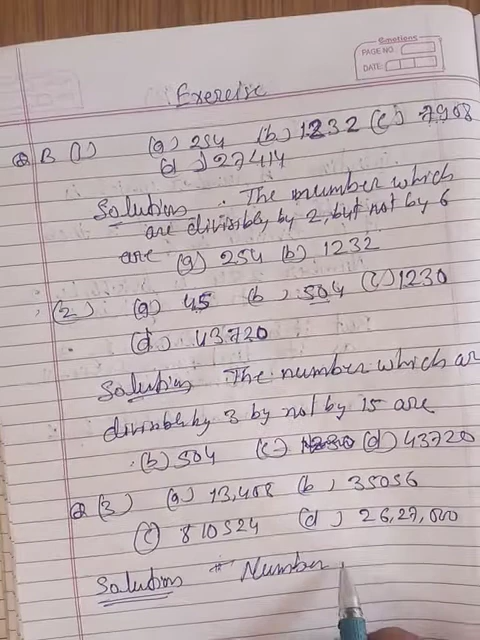 Emotions
PAGE NO.
DATE:
Exercise
B (1) (a) 254 (b) 1232 (c) 7908
(d) 27414
Solution : The number which
are divisibly by 2, but not by 6
are (a) 254 (b) 1232
(2) (a) 45 (b) 504 (c) 1230
(d) 43720
Solution The number which ar
divisible by 3 by not by 15 are
(b) 504 (c) (d) 43720
(3) (a) 13,408 (b) 35056
(c) 810524 (d) 26,27,000
Solution Number